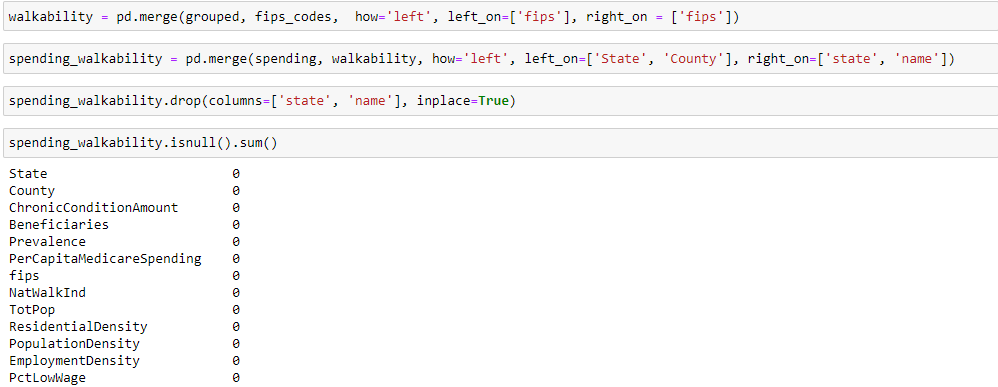 walkability = pd.merge(grouped, fips_codes,  how='left', left_on=['fips'], right_on = ['fips'])
spending_walkability = pd.merge(spending, walkability, how='left', left_on=['State', 'County'], right_on=['state', 'name'])
spending_walkability.drop(columns=['state', 'name'], inplace=True)
spending_walkability.isnull().sum()
State 0
County 0
ChronicConditionAmount 0
Beneficiaries 0
Prevalence 0
PerCapitaMedicareSpending 0
fips 0
NatWalkInd 0
TotPop 0
ResidentialDensity 0
PopulationDensity 0
EmploymentDensity 0
PctLowWage 0